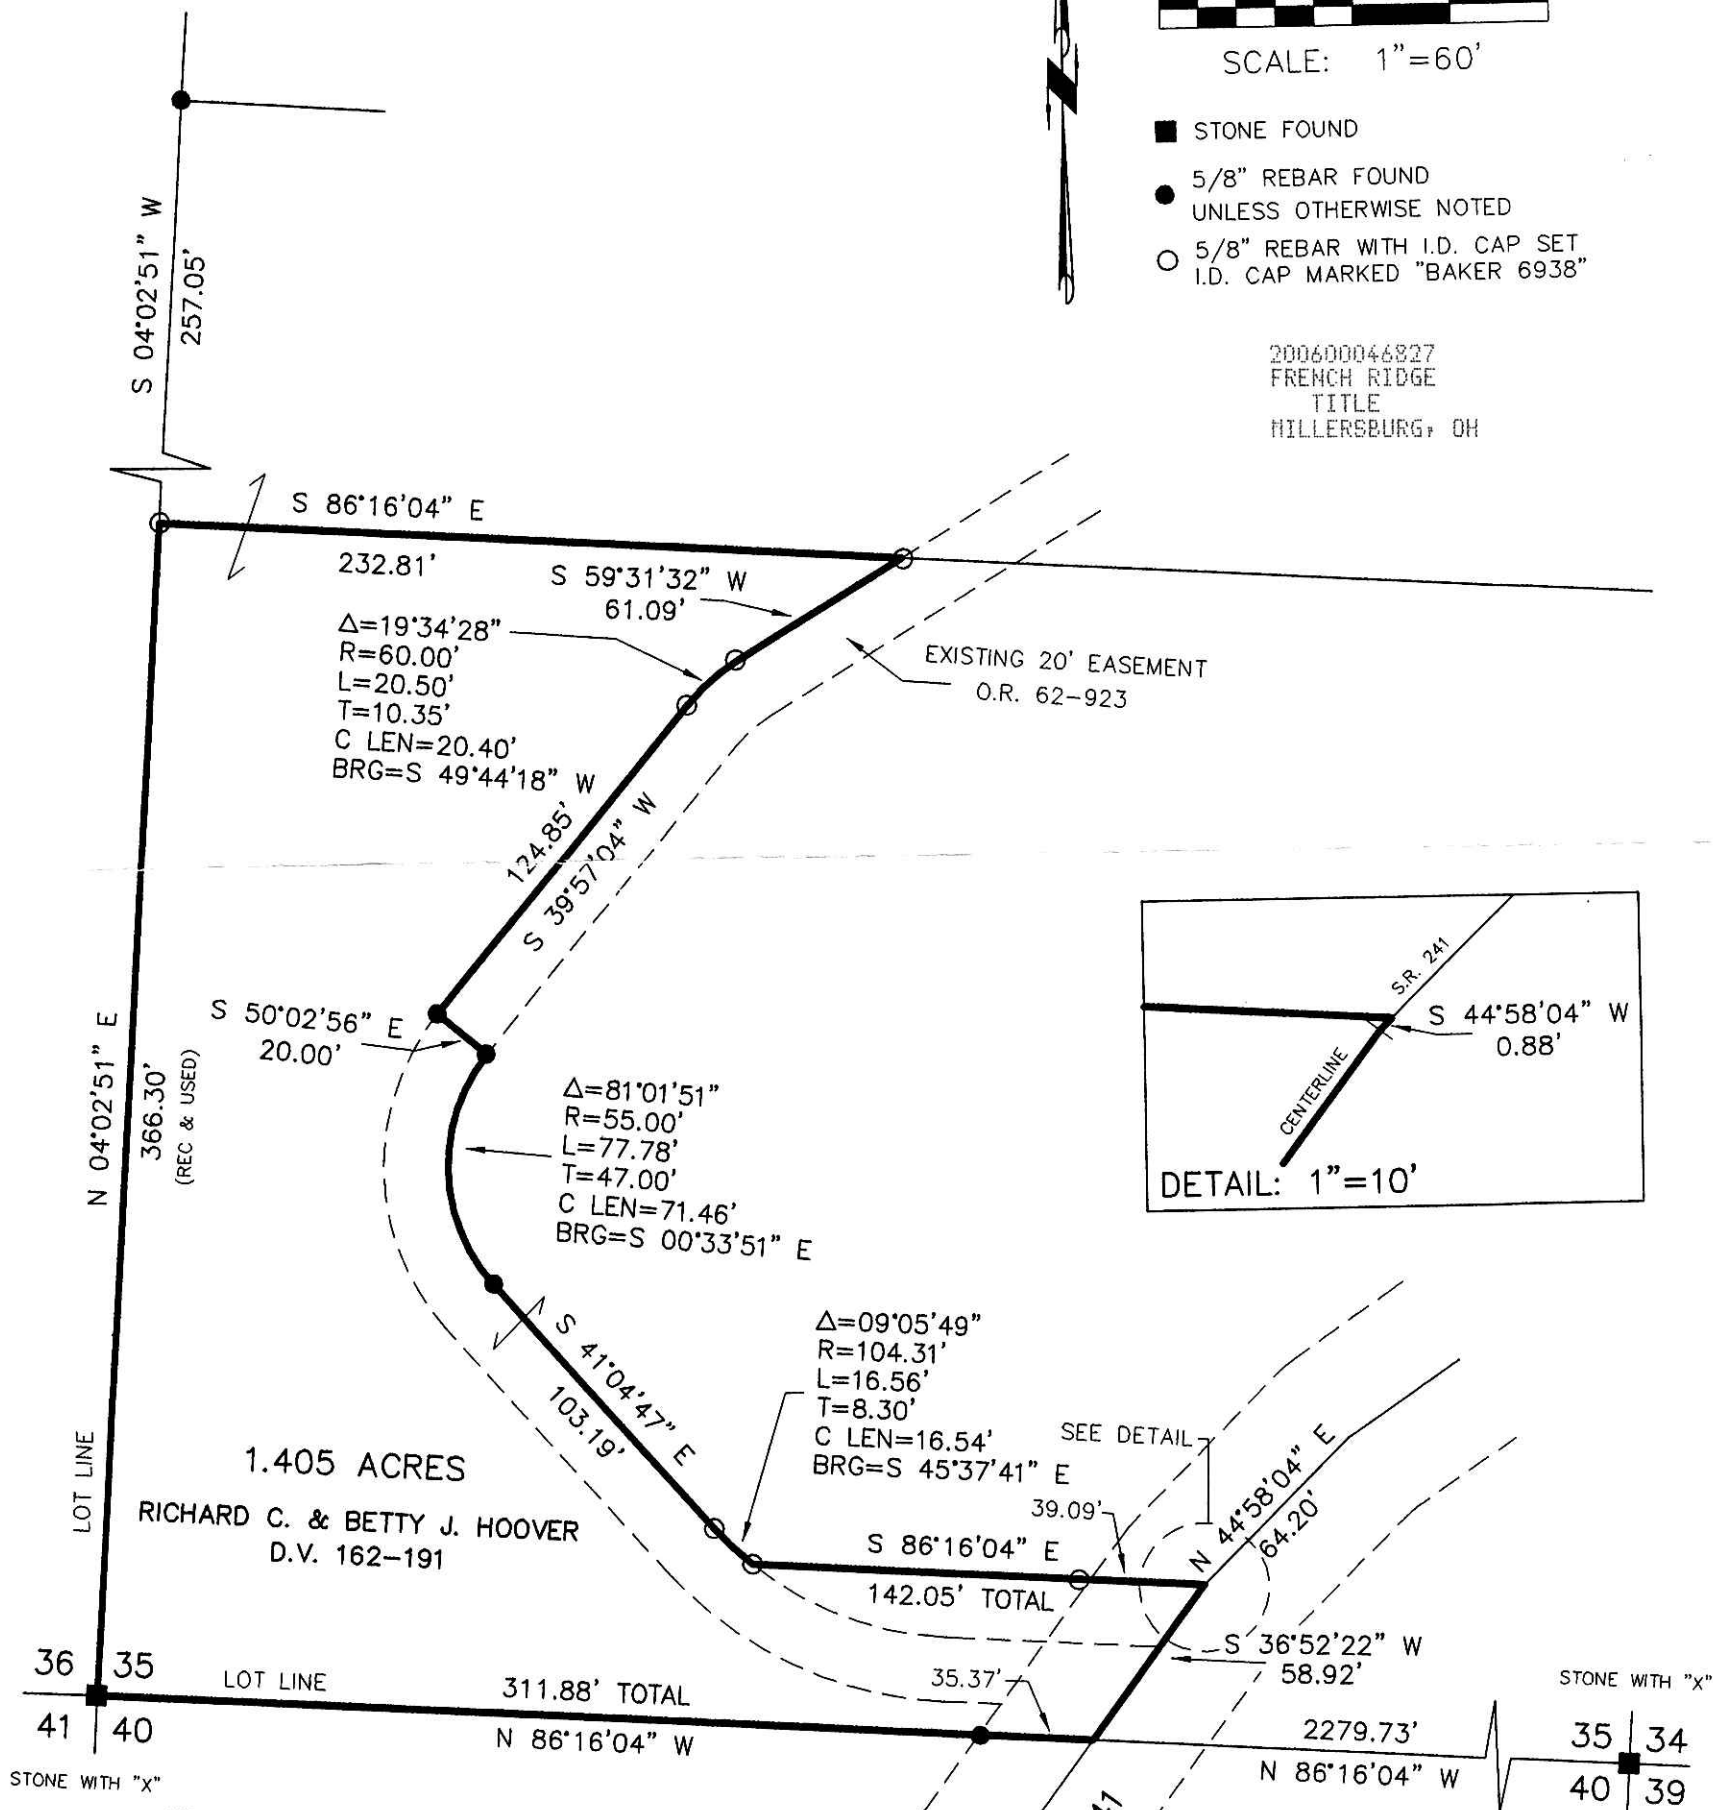 SCALE: 1"=60'
STONE FOUND
5/8" REBAR FOUND
UNLESS OTHERWISE NOTED
5/8" REBAR WITH I.D. CAP SET
I.D. CAP MARKED "BAKER 6938"
200600046827
FRENCH RIDGE
TITLE
MILLERSBURG, OH
S 04°02'51" W
257.05'
S 86°16'04" E
232.81'
S 59°31'32" W
61.09'
Δ=19°34'28"
R=60.00'
L=20.50'
T=10.35'
C LEN=20.40'
BRG=S 49°44'18" W
EXISTING 20' EASEMENT
O.R. 62-923
124.85'
S 39°57'04" W
S 50°02'56" E
20.00'
N 04°02'51" E
366.30'
(REC & USED)
Δ=81°01'51"
R=55.00'
L=77.78'
T=47.00'
C LEN=71.46'
BRG=S 00°33'51" E
S.R. 241
S 44°58'04" W
0.88'
CENTERLINE
DETAIL: 1"=10'
S 41°04'47" E
103.19'
Δ=09°05'49"
R=104.31'
L=16.56'
T=8.30'
C LEN=16.54'
BRG=S 45°37'41" E
SEE DETAIL
39.09'
N 44°58'04" E
64.20'
LOT LINE
1.405 ACRES
RICHARD C. & BETTY J. HOOVER
D.V. 162-191
S 86°16'04" E
142.05' TOTAL
S 36°52'22" W
58.92'
36 35
41 40
STONE WITH "X"
LOT LINE
311.88' TOTAL
N 86°16'04" W
35.37'
2279.73'
N 86°16'04" W
STONE WITH "X"
35 34
40 39